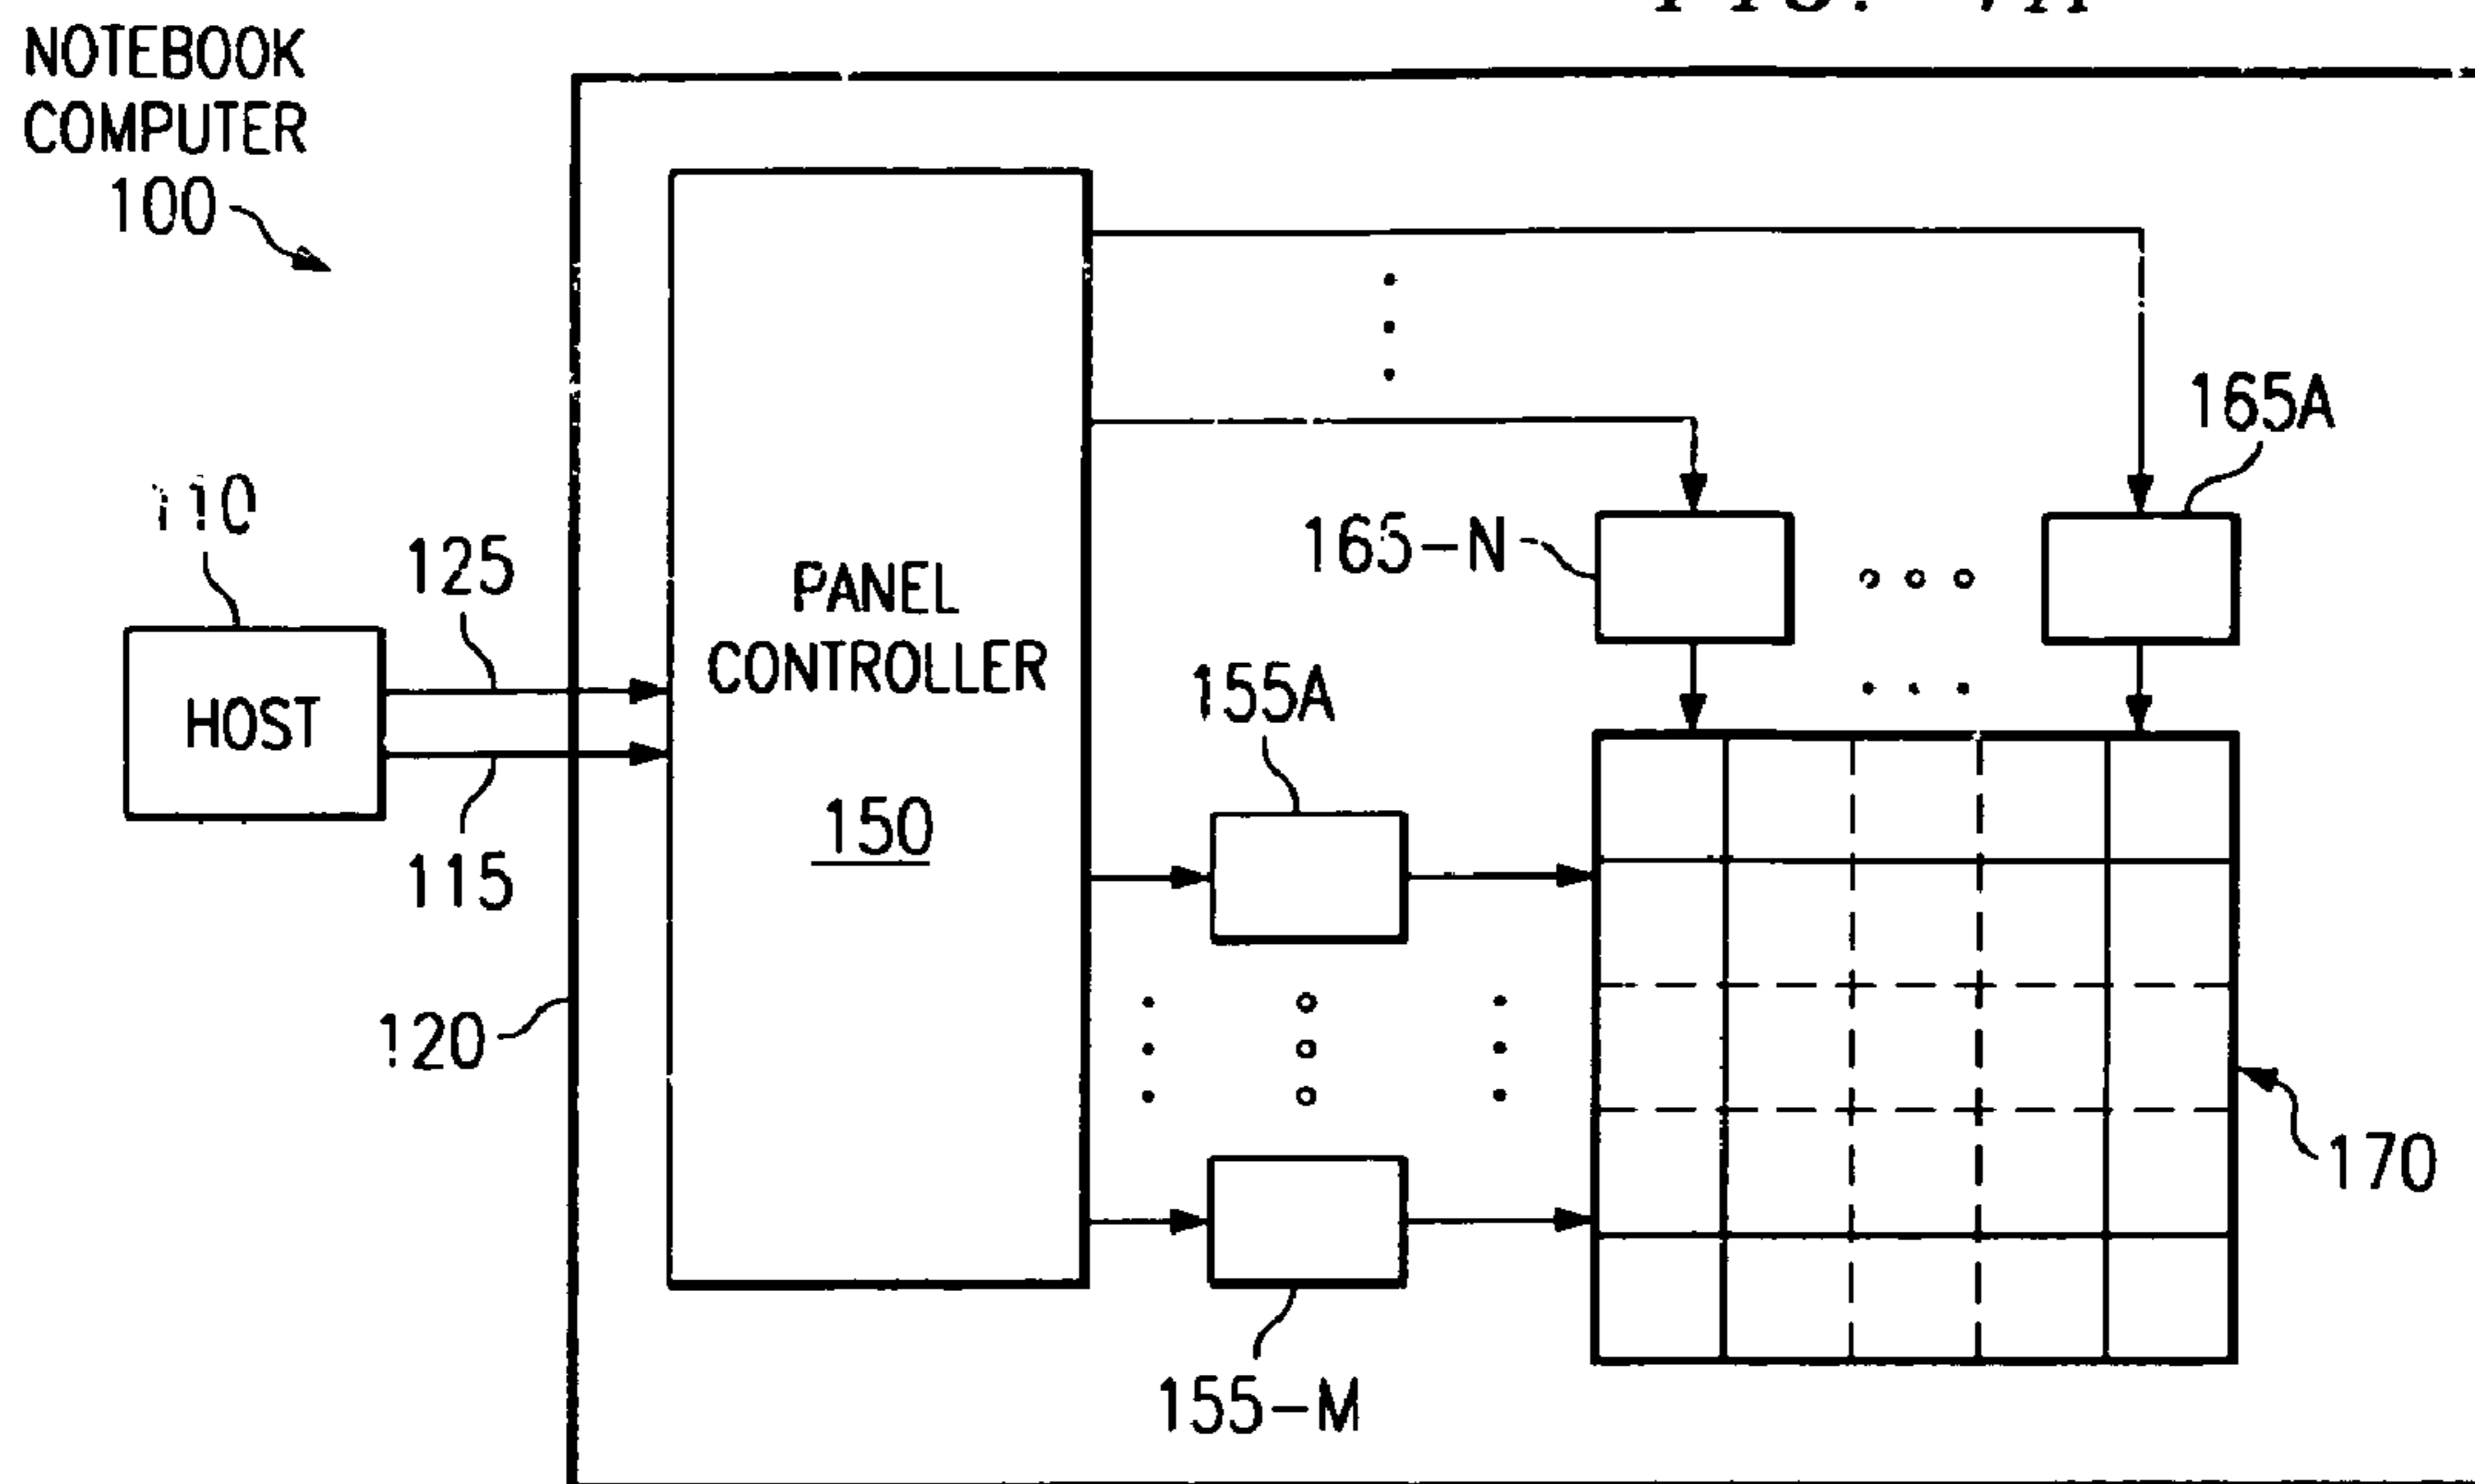 NOTEBOOK
COMPUTER
100
165A
110
125
165-N
PANEL
CONTROLLER
HOST
155A
150
115
120
170
155-M